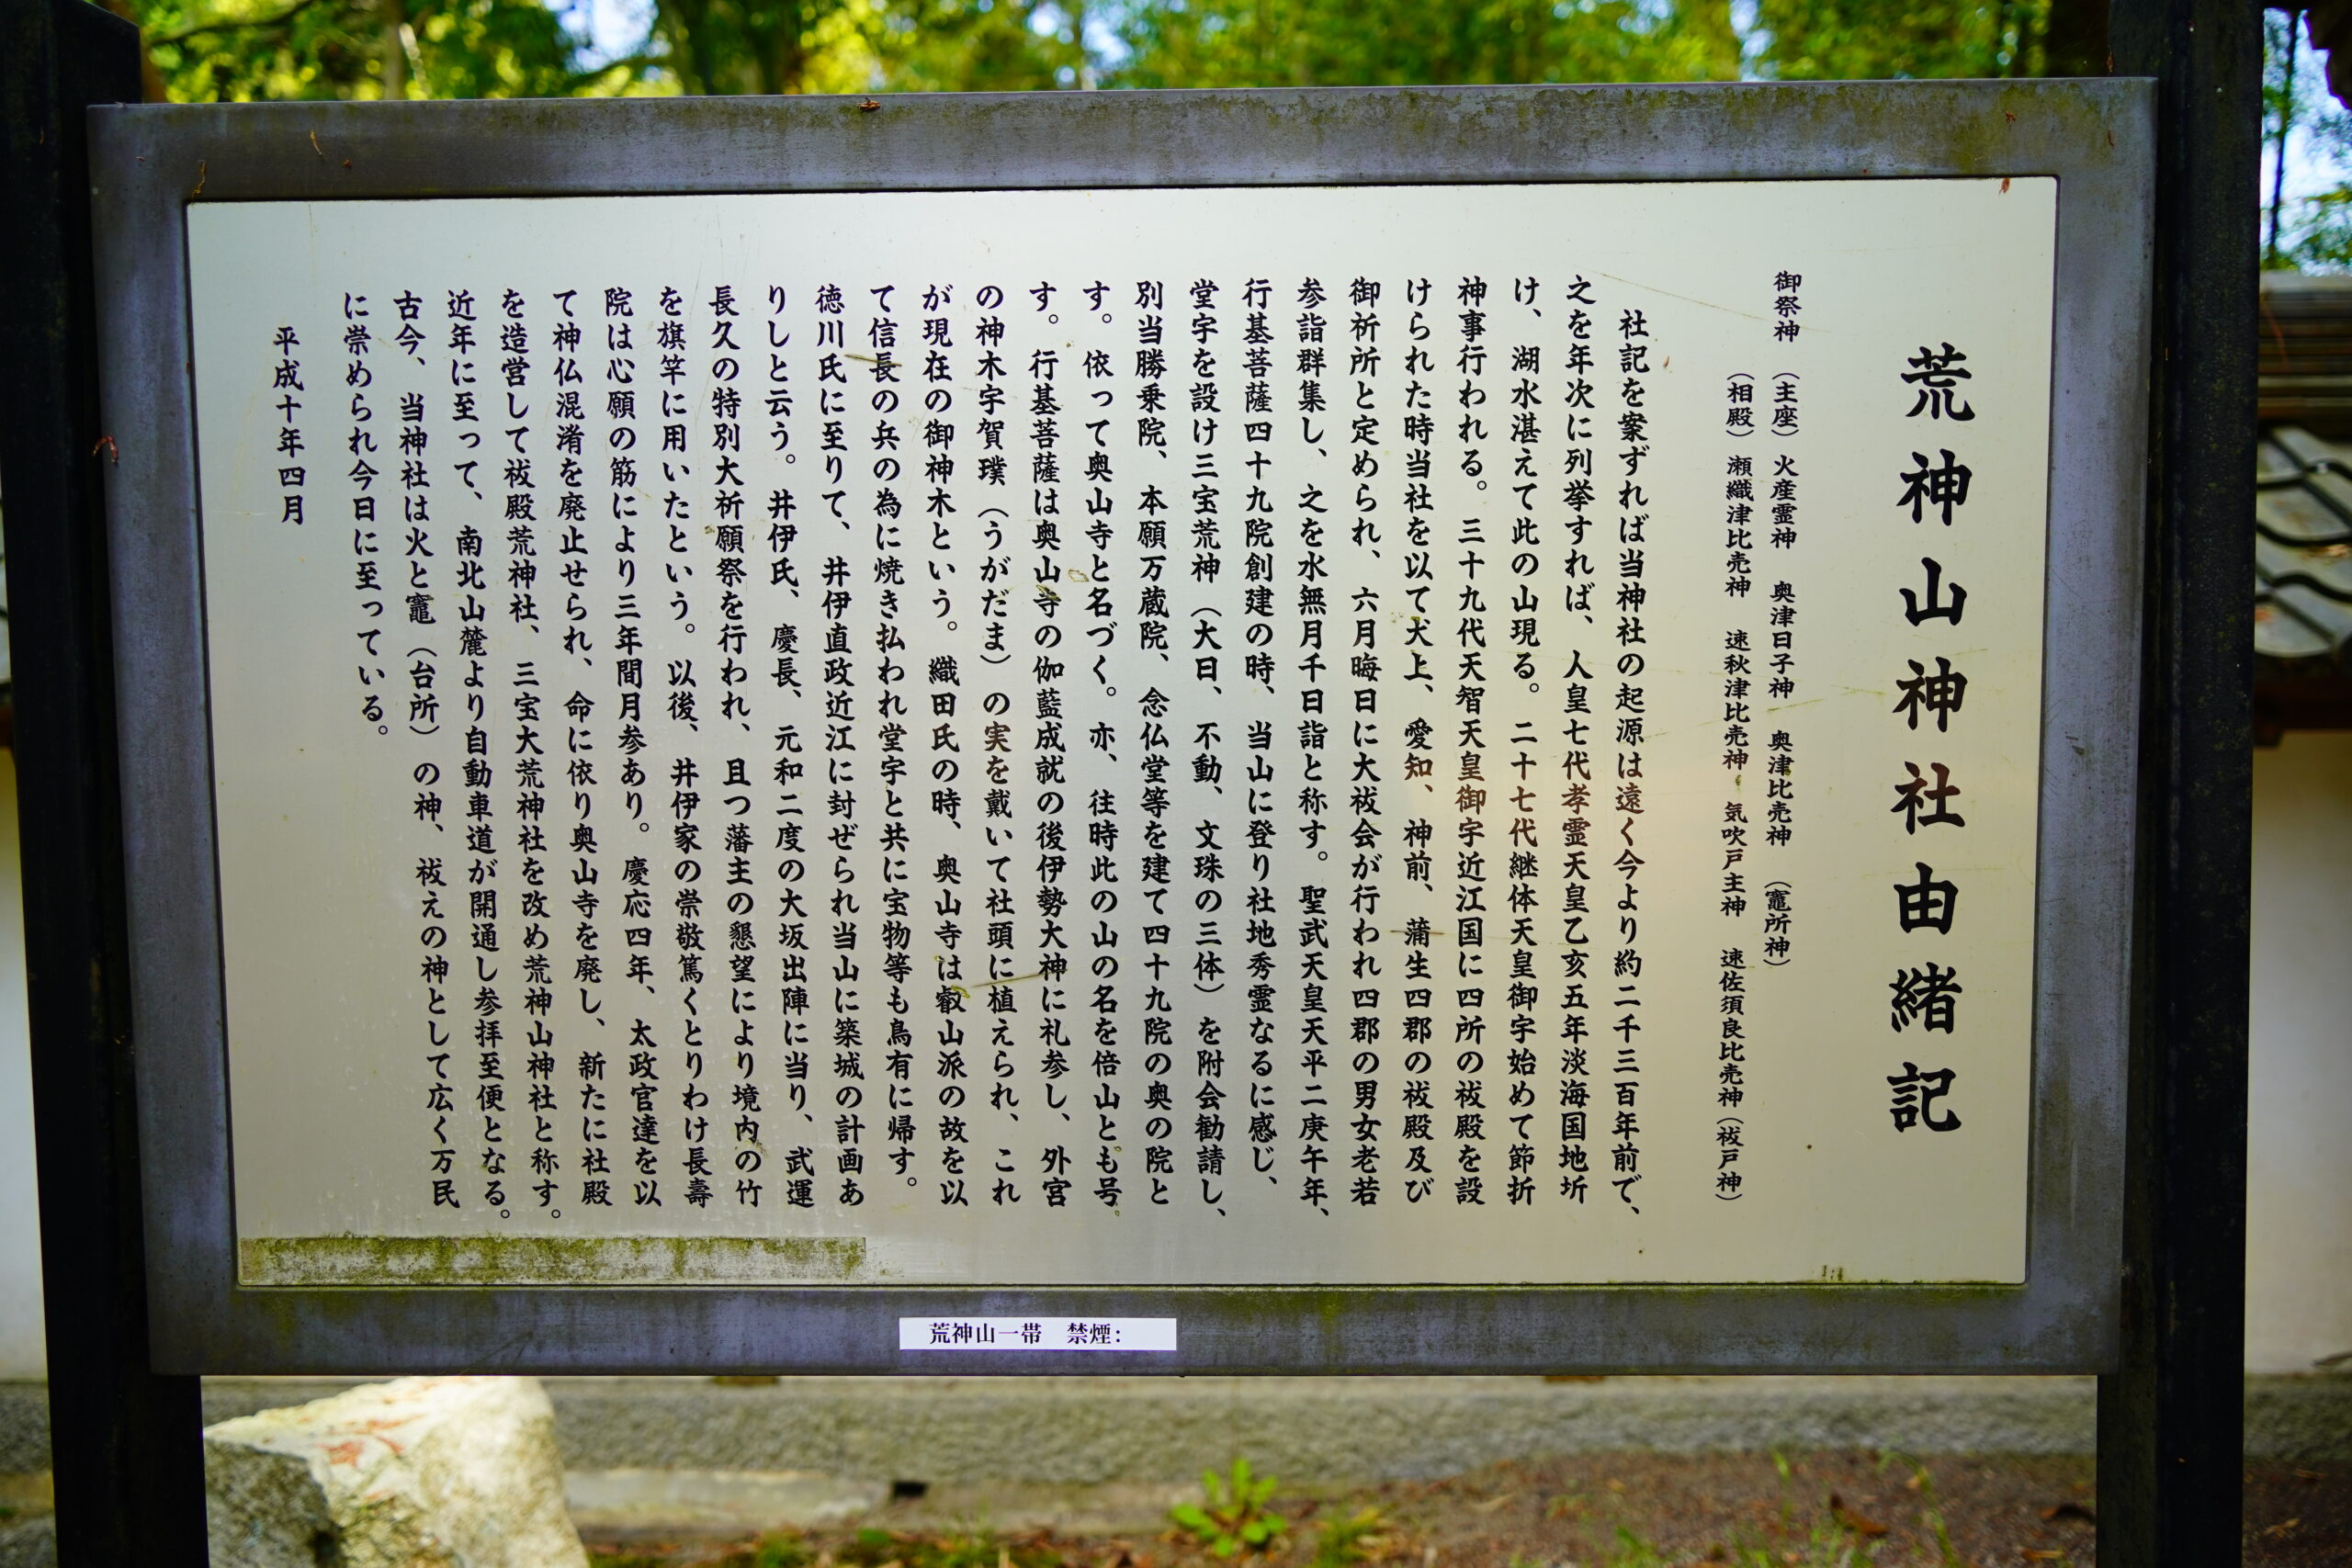 荒神山神社由緒記
御祭神 (主座) 火産霊神 奥津日子神 奥津比売神 (竈所神)
(相殿) 瀬織津比売神 速秋津比売神 気吹戸主神 速佐須良比売神(祓戸神)
社記を案ずれば当神社の起源は遠く今より約二千三百年前で、
之を年次に列挙すれば、人皇七代孝霊天皇乙亥五年淡海国地圻
け、湖水湛えて此の山現る。二十七代継体天皇御宇始めて節折
神事行われる。三十九代天智天皇御宇近江国に四所の祓殿を設
けられた時当社を以て犬上、愛知、神前、蒲生四郡の祓殿及び
御祈所と定められ、六月晦日に大祓会が行われ四郡の男女老若
参詣群集し、之を水無月千日詣と称す。聖武天皇天平二庚午年、
行基菩薩四十九院創建の時、当山に登り社地秀霊なるに感じ、
堂宇を設け三宝荒神(大日、不動、文珠の三体)を附会勧請し、
別当勝乗院、本願万蔵院、念仏堂等を建て四十九院の奥の院と
す。依って奥山寺と名づく。亦、往時此の山の名を倍山とも号
す。行基菩薩は奥山寺の伽藍成就の後伊勢大神に礼参し、外宮
の神木宇賀璞(うがだま)の実を戴いて社頭に植えられ、これ
が現在の御神木という。織田氏の時、奥山寺は叡山派の故を以
て信長の兵の為に焼き払われ堂宇と共に宝物等も鳥有に帰す。
徳川氏に至りて、井伊直政近江に封ぜられ当山に築城の計画あ
りしと云う。井伊氏、慶長、元和二度の大坂出陣に当り、武運
長久の特別大祈願祭を行われ、且つ藩主の懇望により境内の竹
を旗竿に用いたという。以後、井伊家の崇敬篤くとりわけ長壽
院は心願の筋により三年間月参あり。慶応四年、太政官達を以
て神仏混淆を廃止せられ、命に依り奥山寺を廃し、新たに社殿
を造営して祓殿荒神社、三宝大荒神社を改め荒神山神社と称す。
近年に至って、南北山麓より自動車道が開通し参拝至便となる。
古今、当神社は火と竈(台所)の神、祓えの神として広く万民
に崇められ今日に至っている。
平成十年四月
荒神山一帯 禁煙: